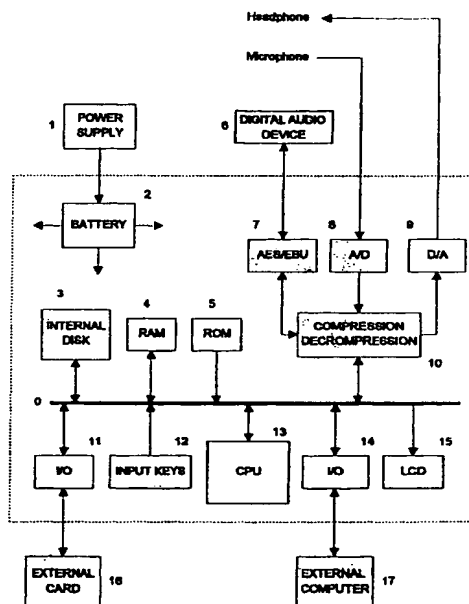 Headphone
Microphone
1
POWER
SUPPLY
6
DIGITAL AUDIO
DEVICE
2
BATTERY
7
8
9
AES/EBU
A/D
D/A
3
4
5
INTERNAL
DISK
RAM
ROM
COMPRESSION
DECROMPRESSION
10
0
11
12
13
14
15
I/O
INPUT KEYS
CPU
I/O
LCD
EXTERNAL
CARD
16
EXTERNAL
COMPUTER
17